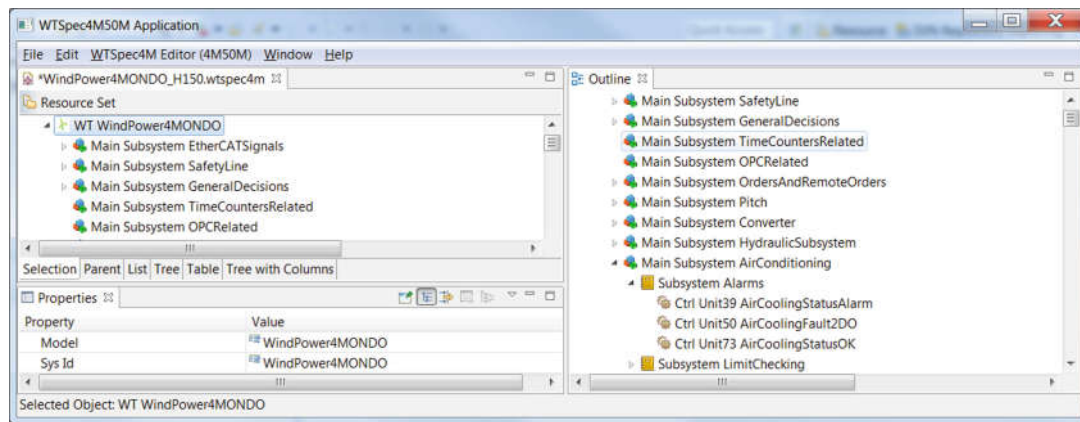 WTSpec4M50M Application
File Edit WTSpec4M Editor (4M50M) Window Help
*WindPower4MONDO_H150.wtspec4m
Resource Set
WT WindPower4MONDO
Main Subsystem EtherCATSignals
Main Subsystem SafetyLine
Main Subsystem GeneralDecisions
Main Subsystem TimeCountersRelated
Main Subsystem OPCRelated
Selection Parent List Tree Table Tree with Columns
Properties
Property Value
Model WindPower4MONDO
Sys Id WindPower4MONDO
Outline
Main Subsystem SafetyLine
Main Subsystem GeneralDecisions
Main Subsystem TimeCountersRelated
Main Subsystem OPCRelated
Main Subsystem OrdersAndRemoteOrders
Main Subsystem Pitch
Main Subsystem Converter
Main Subsystem HydraulicSubsystem
Main Subsystem AirConditioning
Subsystem Alarms
Ctrl Unit39 AirCoolingStatusAlarm
Ctrl Unit50 AirCoolingFault2DO
Ctrl Unit73 AirCoolingStatusOK
Subsystem LimitChecking
Selected Object: WT WindPower4MONDO